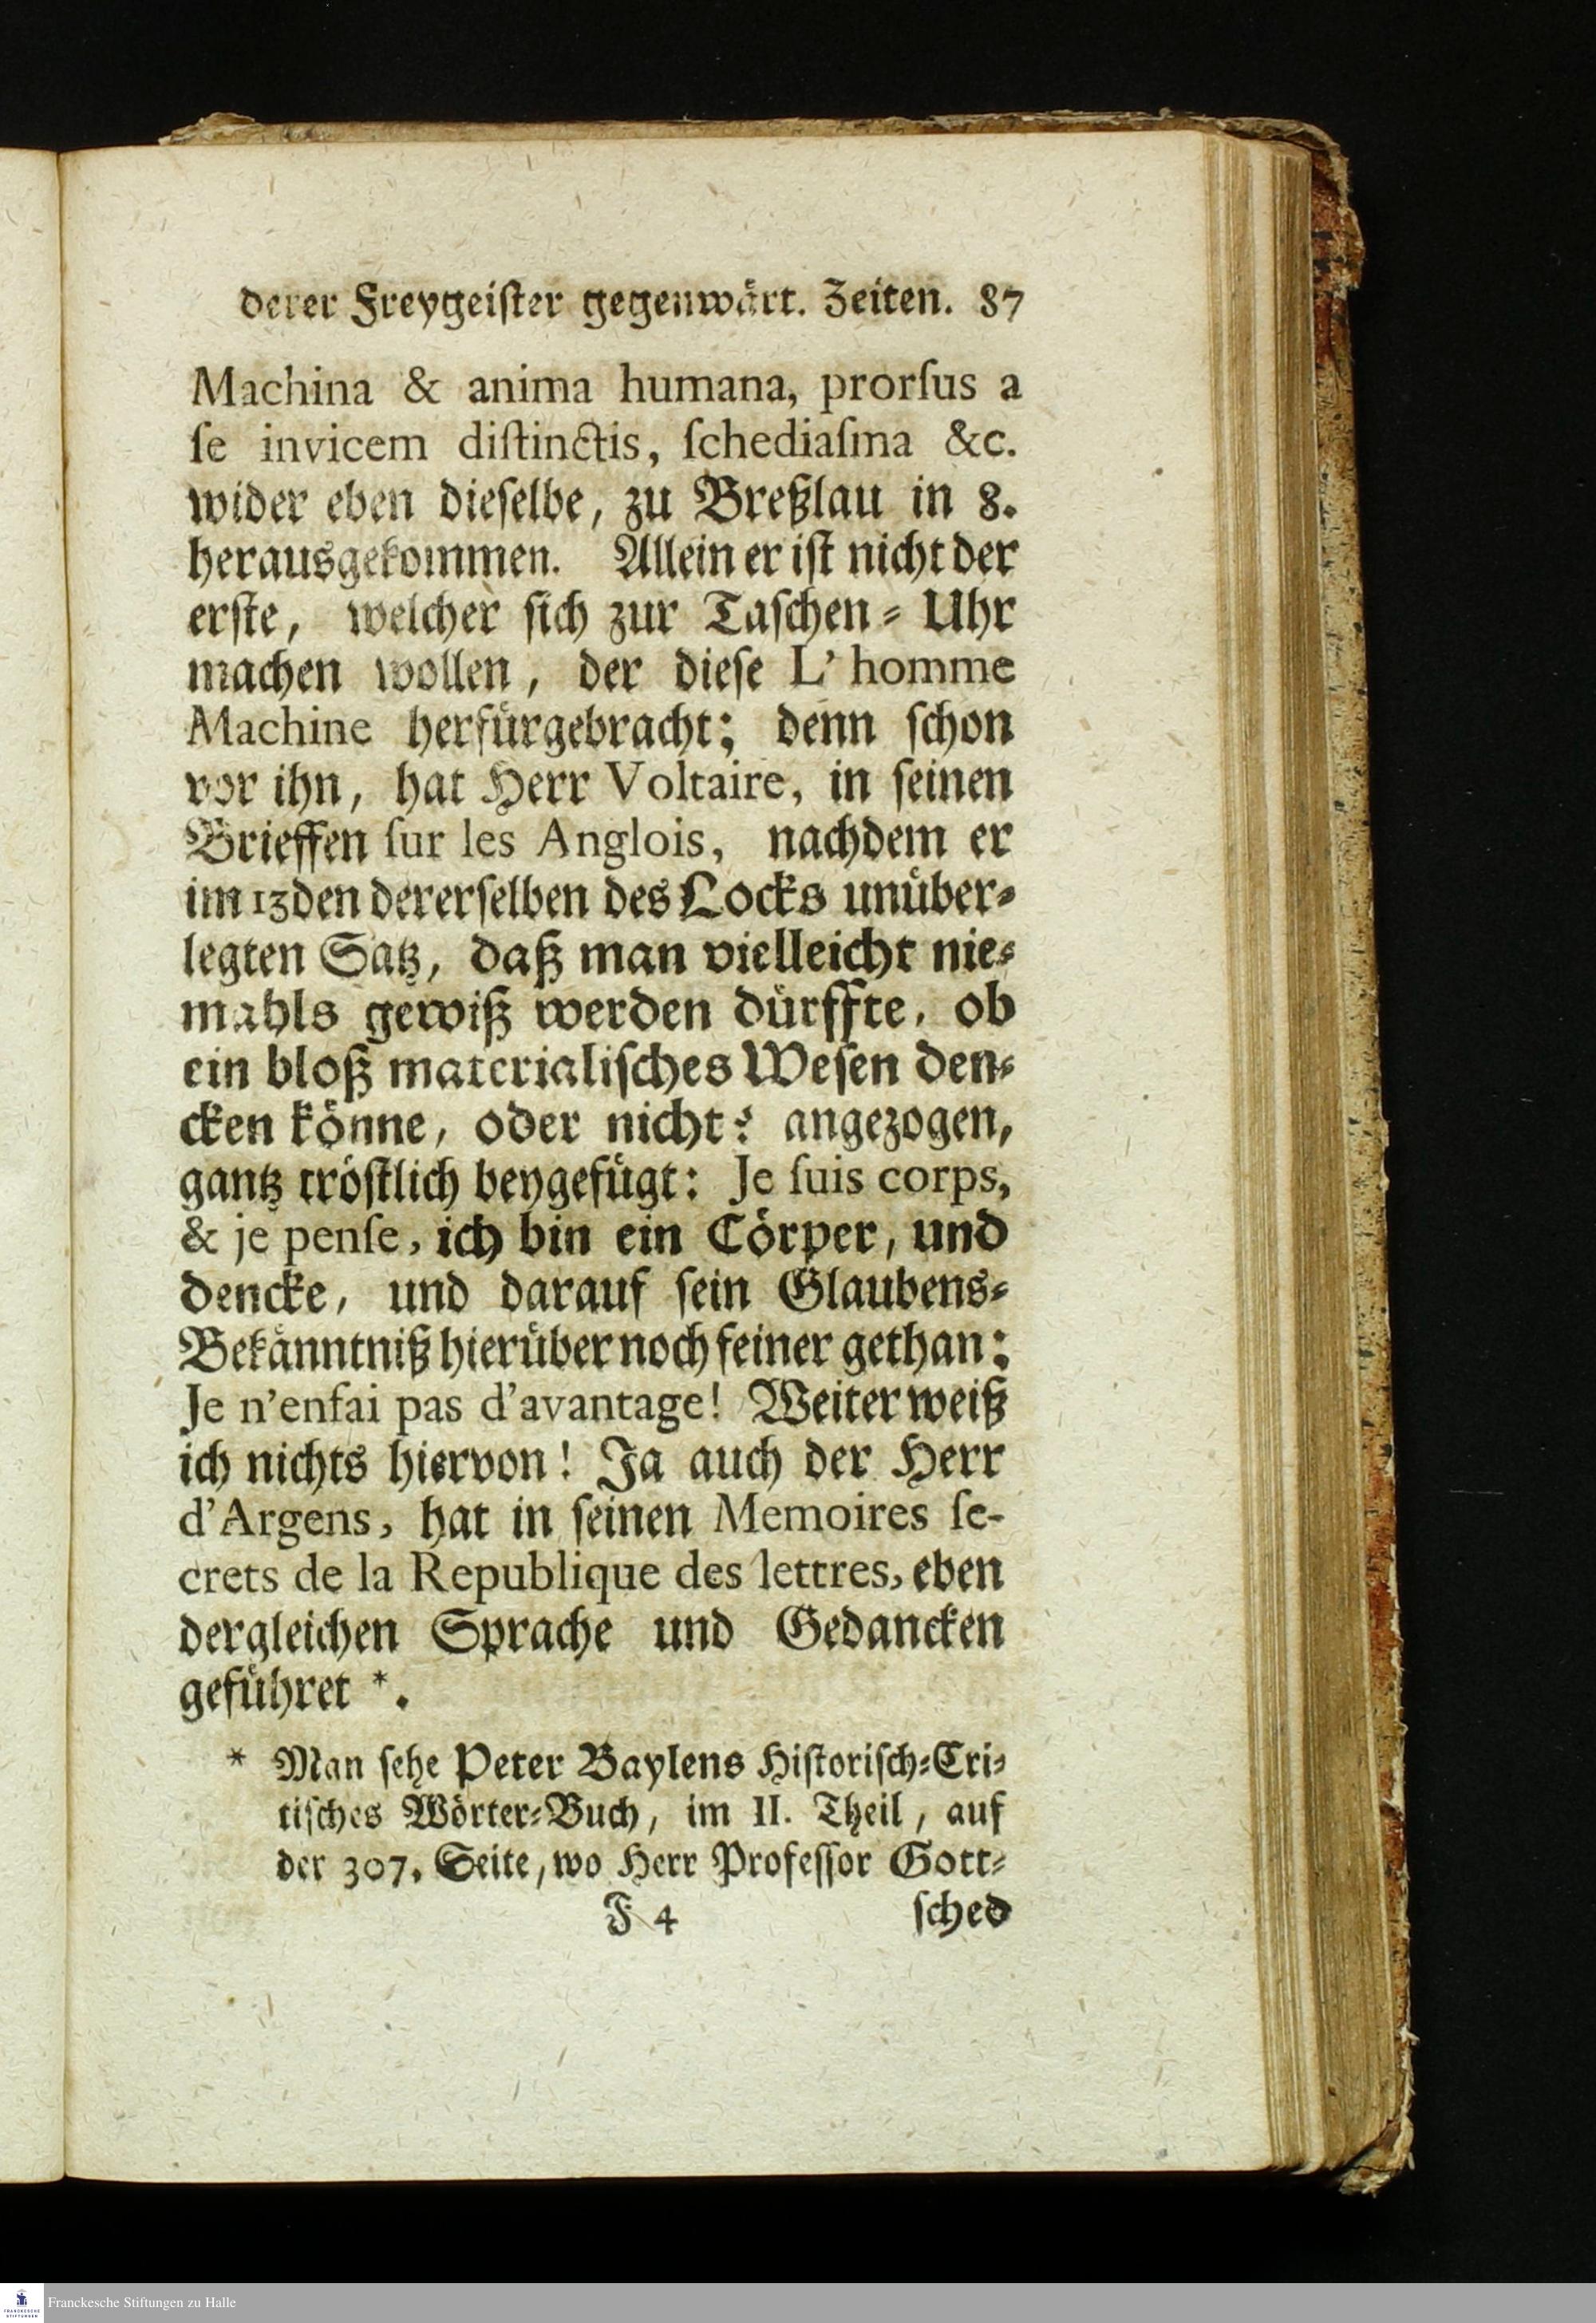 derer Freygeiſter gegenwärt. Zeiten. 87
Machina & anima humana, prorſus a
ſe invicem diſtinctis, ſchediaſma &c.
wider eben dieſelbe, zu Breßlau in 8.
herausgekommen. Allein er iſt nicht der
erſte, welcher ſich zur Taſchen-Uhr
machen wollen, der dieſe L'homme
Machine herfürgebracht; denn ſchon
vor ihn, hat Herr Voltaire, in ſeinen
Brieffen ſur les Anglois, nachdem er
im 13den dererſelben des Locks unüber-
legten Satz, daß man vielleicht nie-
mahls gewiß werden dürffte, ob
ein bloß materialiſches Weſen den-
cken könne, oder nicht? angezogen,
gantz tröſtlich beygefügt: Je ſuis corps,
& je penſe, ich bin ein Cörper, und
dencke, und darauf ſein Glaubens-
Bekänntniß hierüber noch feiner gethan:
Je n'enſai pas d'avantage! Weiter weiß
ich nichts hiervon! Ja auch der Herr
d'Argens, hat in ſeinen Memoires ſe-
crets de la Republique des lettres, eben
dergleichen Sprache und Gedancken
geführet *.
* Man ſehe Peter Baylens Hiſtoriſch-Cri-
tiſches Wörter-Buch, im II. Theil, auf
der 307. Seite, wo Herr Profeſſor Gott-
F 4 ſched
FRANCKESCHE STIFTUNGEN
Franckesche Stiftungen zu Halle